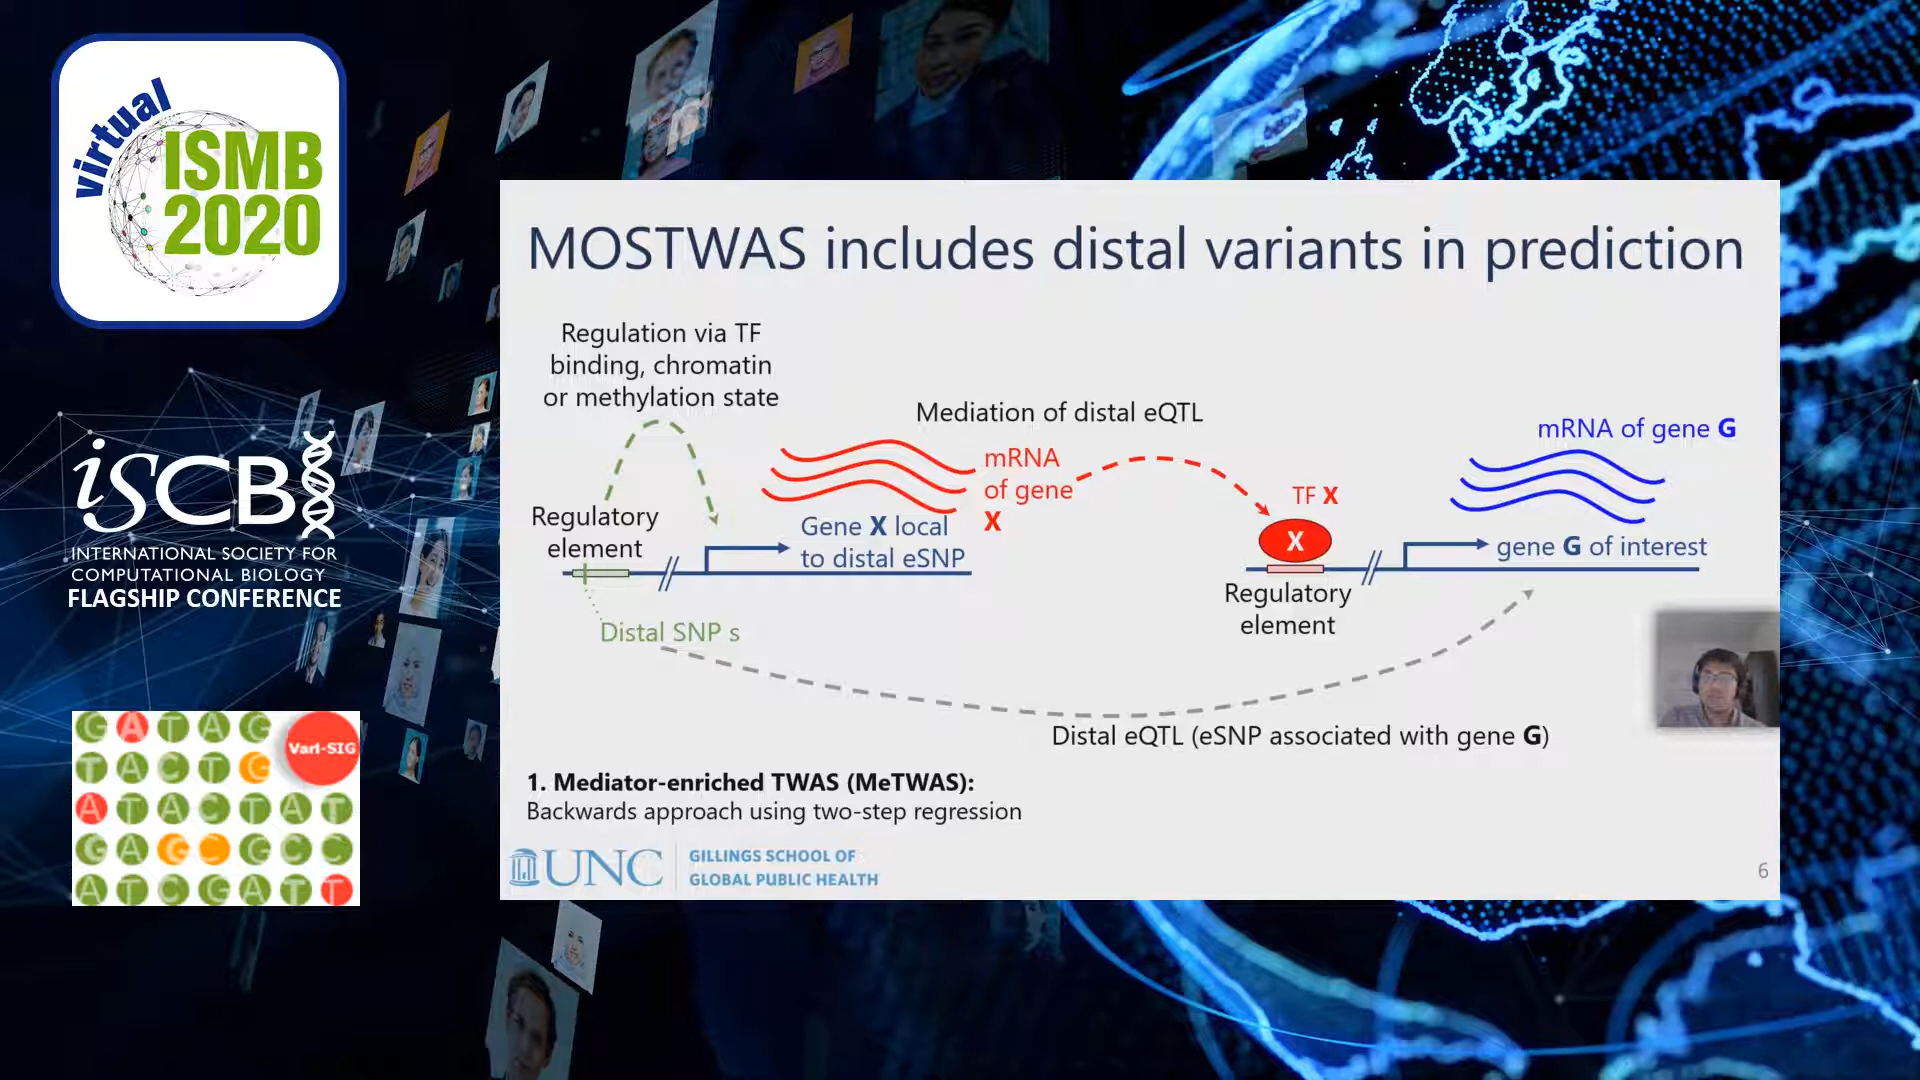 virtual
ISMB
2020
iSCB
INTERNATIONAL SOCIETY FOR
COMPUTATIONAL BIOLOGY
FLAGSHIP CONFERENCE
G A T A G
Vari-SIG
T A C T G
A T A C T A T
G A G C G C C
A T C G A T T
MOSTWAS includes distal variants in prediction
Regulation via TF
binding, chromatin
or methylation state
Mediation of distal eQTL
mRNA of gene G
mRNA
of gene
X
TF X
X
Regulatory
element
Gene X local
to distal eSNP
gene G of interest
Regulatory
element
Distal SNP s
Distal eQTL (eSNP associated with gene G)
1. Mediator-enriched TWAS (MeTWAS):
Backwards approach using two-step regression
UNC
GILLINGS SCHOOL OF
GLOBAL PUBLIC HEALTH
6